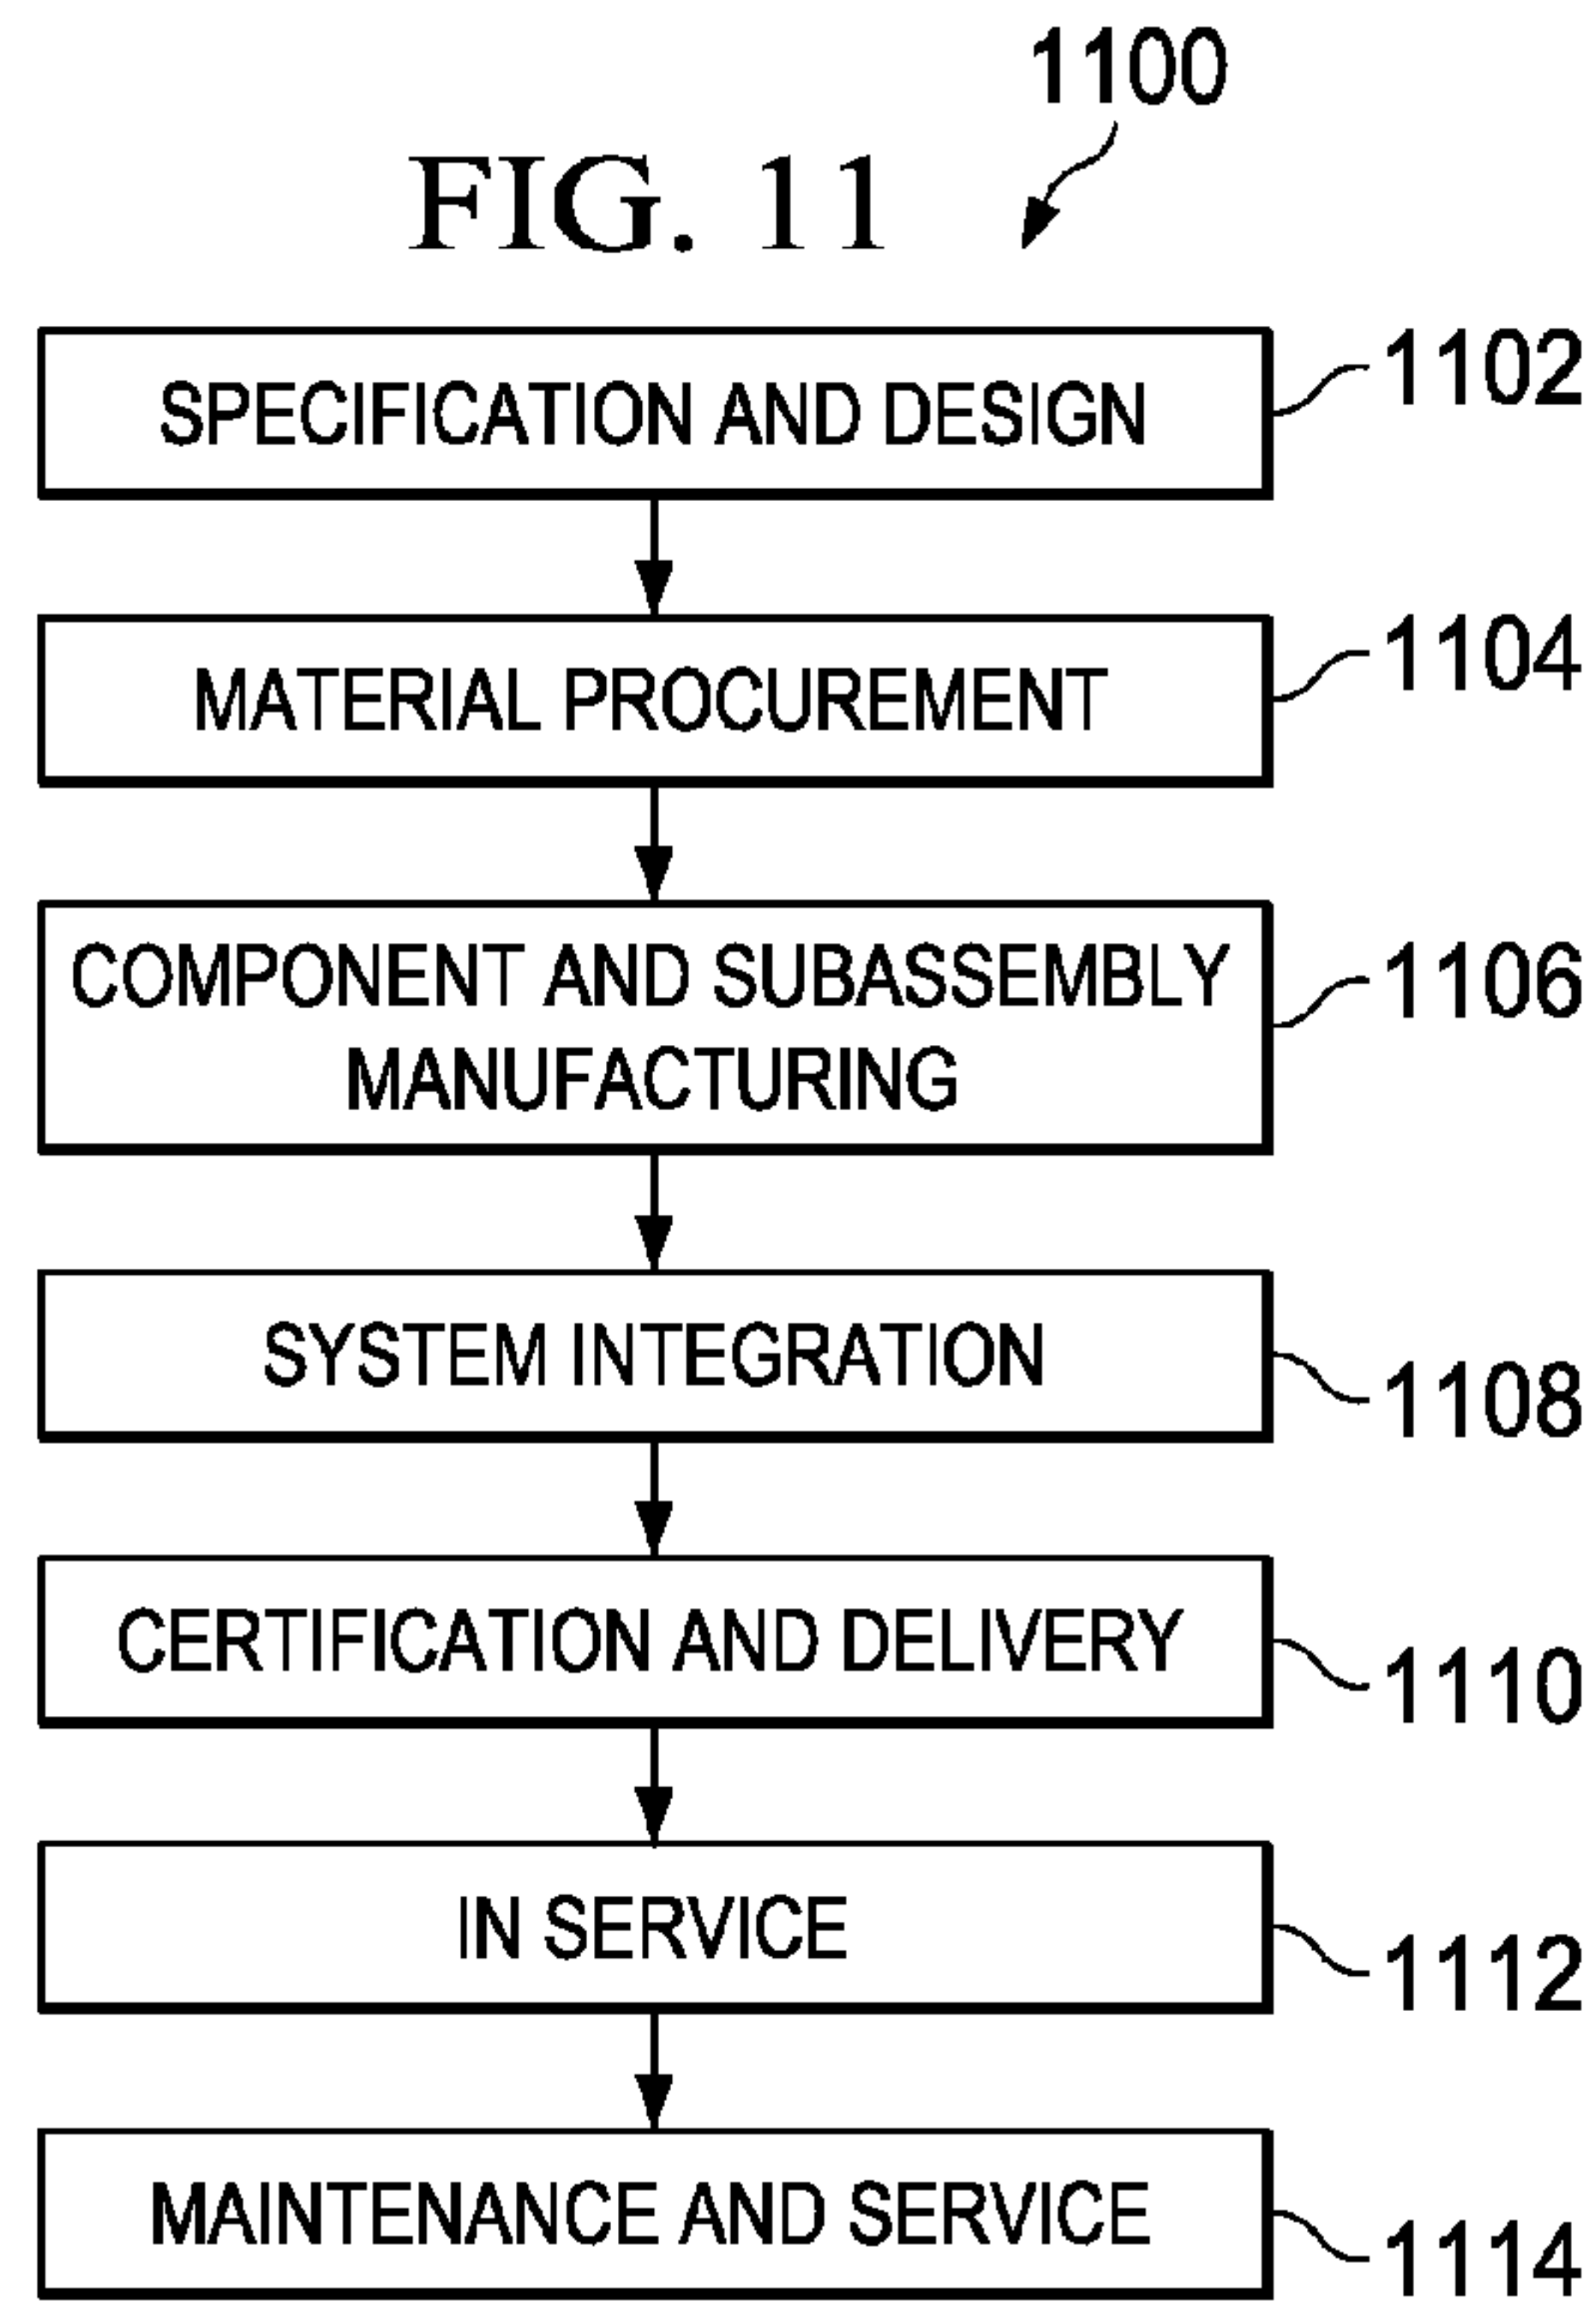 1100
FIG. 11
SPECIFICATION AND DESIGN
1102
MATERIAL PROCUREMENT
1104
COMPONENT AND SUBASSEMBLY
MANUFACTURING
1106
SYSTEM INTEGRATION
1108
CERTIFICATION AND DELIVERY
1110
IN SERVICE
1112
MAINTENANCE AND SERVICE
1114